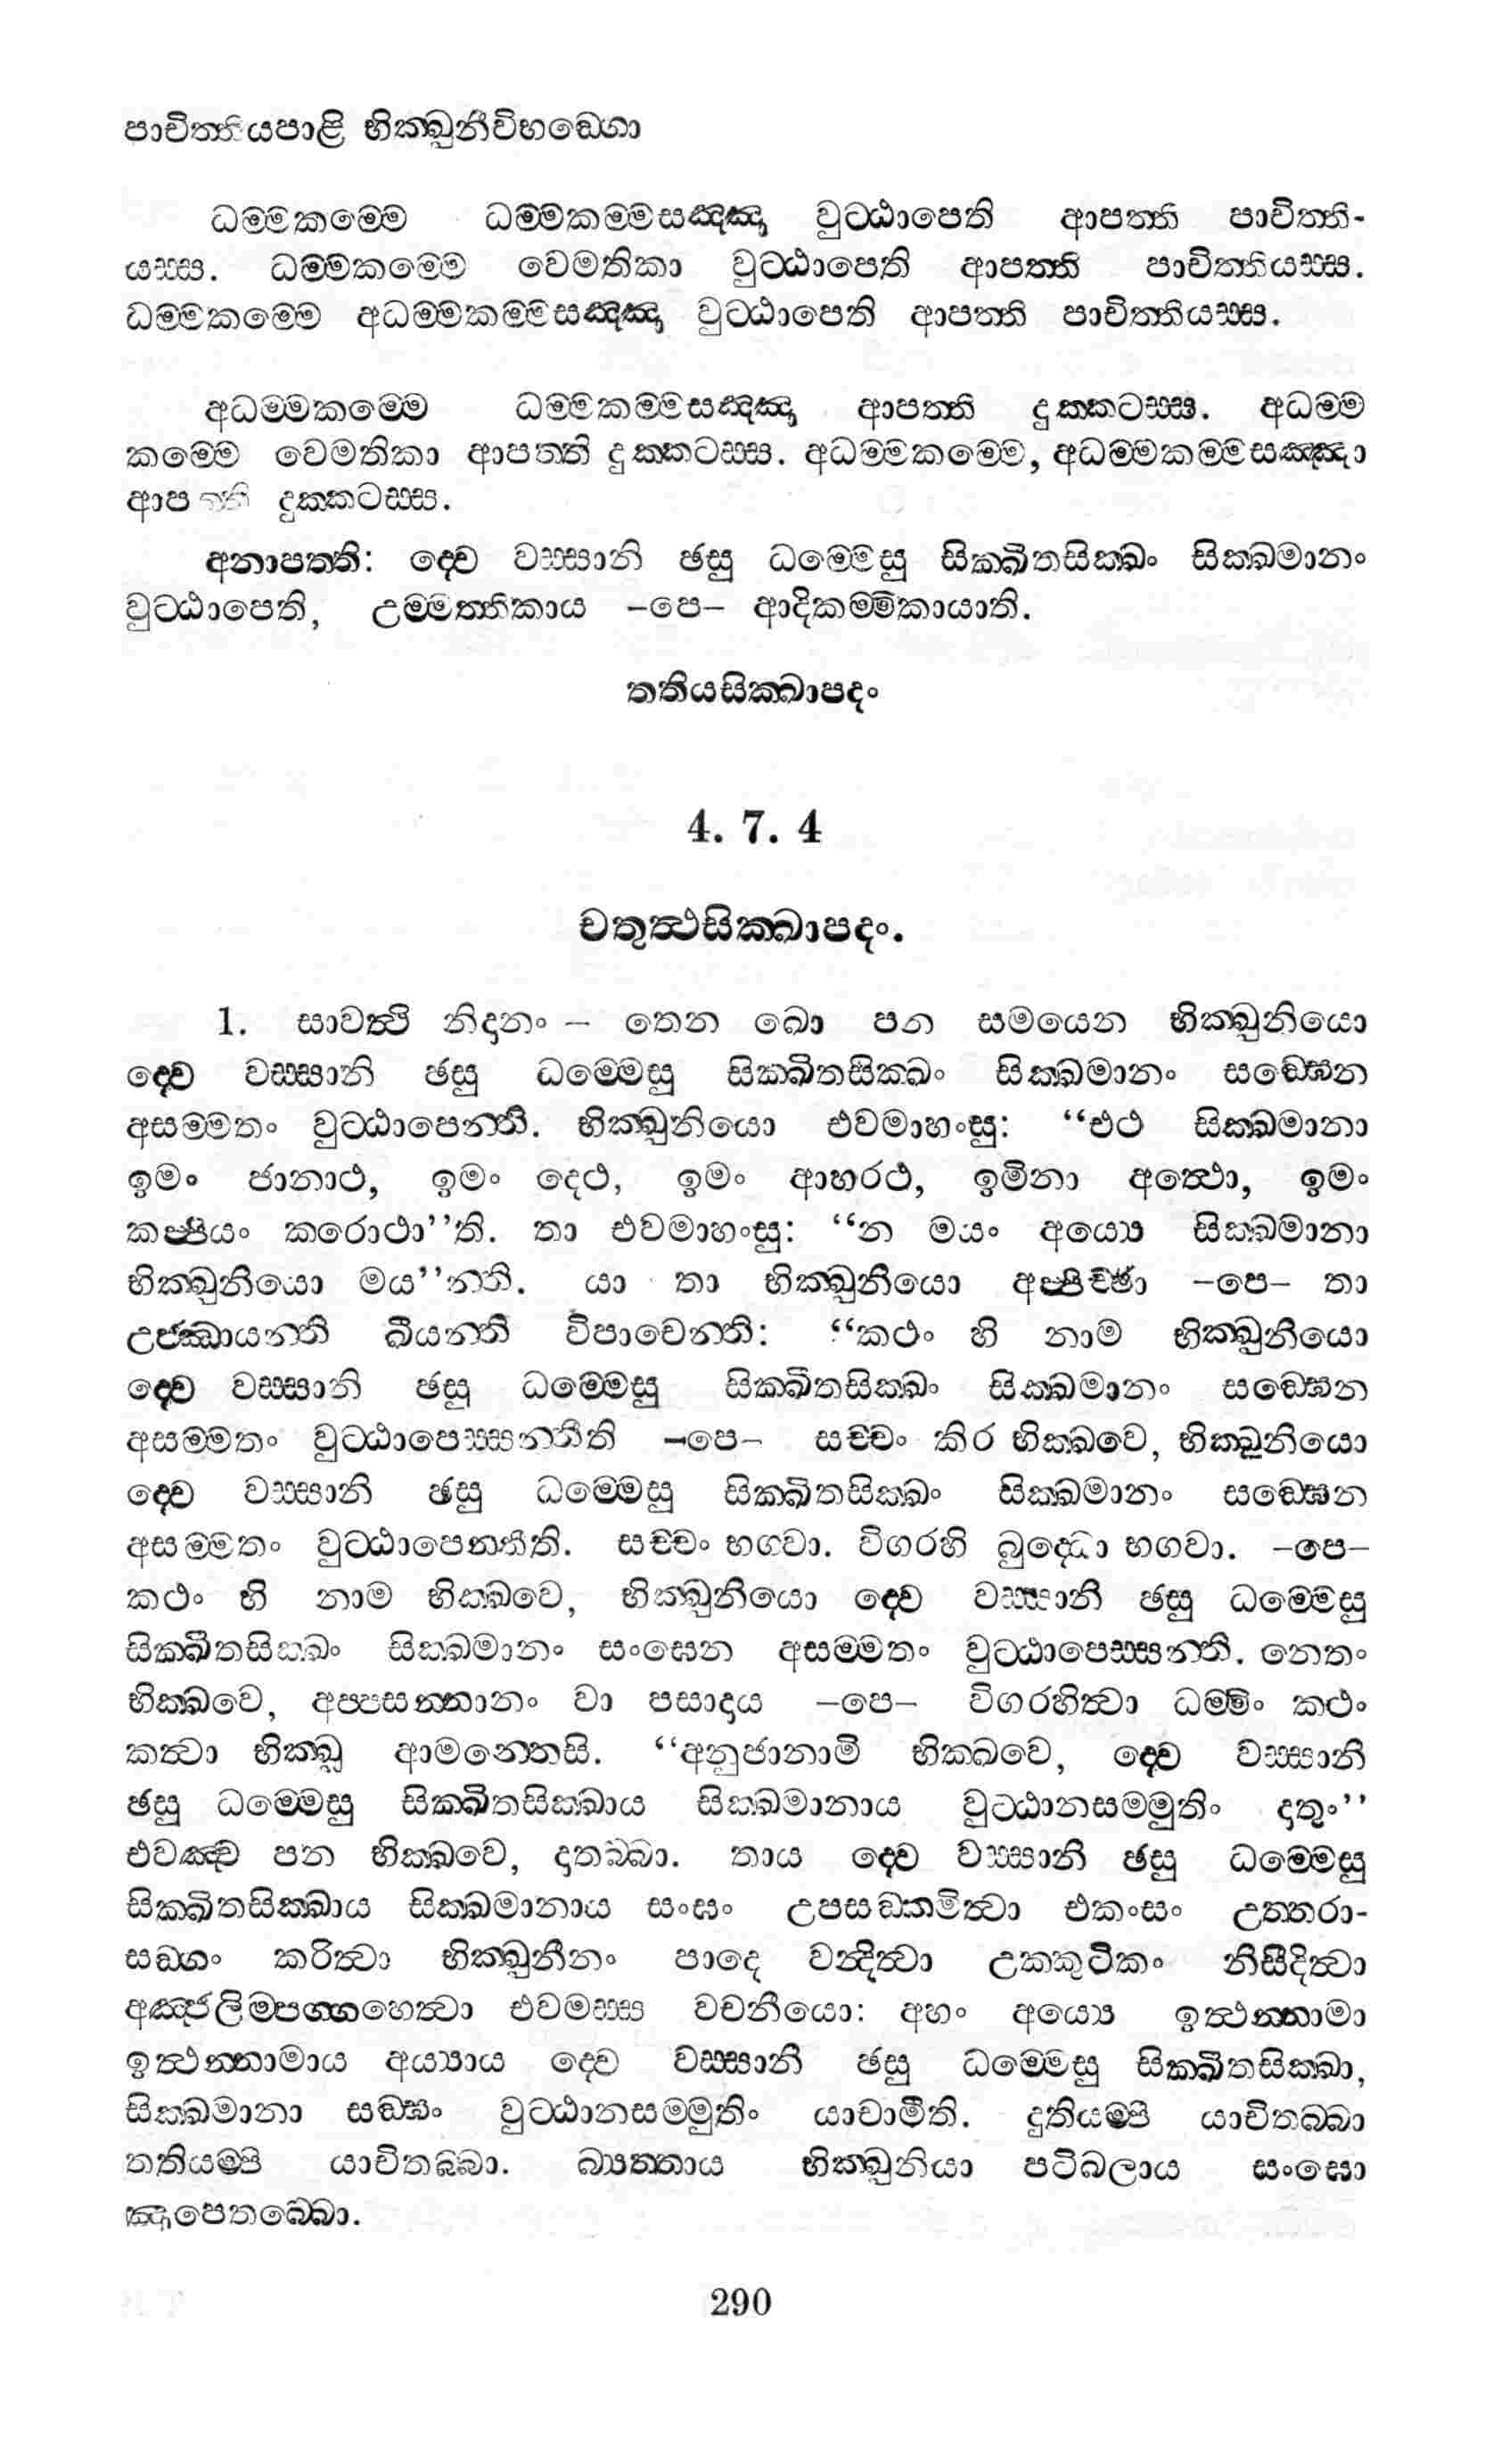 පාචිත්තියපාළි භික්ඛුනීවිභඞ්ගො
ධම්මකම්මෙ ධම්මකම්මසඤ්ඤා වුට්ඨාපෙති ආපත්ති පාචිත්ති-
යස්ස. ධම්මකම්මෙ වෙමතිකා වුට්ඨාපෙති ආපත්ති පාචිත්තියස්ස.
ධම්මකම්මෙ අධම්මකම්මසඤ්ඤා වුට්ඨාපෙති ආපත්ති පාචිත්තියස්ස.
අධම්මකම්මෙ ධම්මකම්මසඤ්ඤා ආපත්ති දුක්කටස්ස. අධම්ම
කම්මෙ වෙමතිකා ආපත්ති දුක්කටස්ස. අධම්මකම්මෙ, අධම්මකම්මසඤ්ඤා
ආපත්ති දුක්කටස්ස.
අනාපත්ති: ද්වෙ වස්සානි ඡසු ධම්මෙසු සික්ඛිතසික්ඛං සික්ඛමානං
වුට්ඨාපෙති, උම්මත්තිකාය –පෙ– ආදිකම්මිකායාති.
තතියසික්ඛාපදං
4. 7. 4
චතුත්ථසික්ඛාපදං.
1. සාවත්ථි නිදානං – තෙන ඛො පන සමයෙන භික්ඛුනියො
ද්වෙ වස්සානි ඡසු ධම්මෙසු සික්ඛිතසික්ඛං සික්ඛමානං සඞ්ඝෙන
අසම්මතං වුට්ඨාපෙන්ති. භික්ඛුනියො එවමාහංසු: “එථ සික්ඛමානා
ඉමං ජානාථ, ඉමං දෙථ, ඉමං ආහරථ, ඉමිනා අත්ථො, ඉමං
කප්පියං කරොථා”ති. තා එවමාහංසු: “න මයං අය්‍යෙ සික්ඛමානා
භික්ඛුනියො මය”න්ති. යා තා භික්ඛුනියො අප්පිච්ඡා –පෙ– තා
උජ්ඣායන්ති ඛීයන්ති විපාචෙන්ති: “කථං හි නාම භික්ඛුනියො
ද්වෙ වස්සානි ඡසු ධම්මෙසු සික්ඛිතසික්ඛං සික්ඛමානං සඞ්ඝෙන
අසම්මතං වුට්ඨාපෙස්සන්තීති –පෙ– සච්චං කිර භික්ඛවෙ, භික්ඛුනියො
ද්වෙ වස්සානි ඡසු ධම්මෙසු සික්ඛිතසික්ඛං සික්ඛමානං සඞ්ඝෙන
අසම්මතං වුට්ඨාපෙන්තීති. සච්චං භගවා. විගරහි බුද්ධො භගවා. –පෙ–
කථං හි නාම භික්ඛවෙ, භික්ඛුනියො ද්වෙ වස්සානි ඡසු ධම්මෙසු
සික්ඛිතසික්ඛං සික්ඛමානං සංඝෙන අසම්මතං වුට්ඨාපෙස්සන්ති. නෙතං
භික්ඛවෙ, අප්පසන්නානං වා පසාදාය –පෙ– විගරහිත්වා ධම්මිං කථං
කත්වා භික්ඛූ ආමන්තෙසි. “අනුජානාමි භික්ඛවෙ, ද්වෙ වස්සානි
ඡසු ධම්මෙසු සික්ඛිතසික්ඛාය සික්ඛමානාය වුට්ඨානසම්මුතිං දාතුං”
එවඤ්ච පන භික්ඛවෙ, දාතබ්බා. තාය ද්වෙ වස්සානි ඡසු ධම්මෙසු
සික්ඛිතසික්ඛාය සික්ඛමානාය සංඝං උපසඞ්කමිත්වා එකංසං උත්තරා-
සඞ්ගං කරිත්වා භික්ඛුනීනං පාදෙ වන්දිත්වා උක්කුටිකං නිසීදිත්වා
අඤ්ජලිම්පග්ගහෙත්වා එවමස්ස වචනීයො: අහං අය්‍යෙ ඉත්ථන්නාමා
ඉත්ථන්නාමාය අය්‍යාය ද්වෙ වස්සානි ඡසු ධම්මෙසු සික්ඛිතසික්ඛා,
සික්ඛමානා සඞ්ඝං වුට්ඨානසම්මුතිං යාචාමීති. දුතියම්පි යාචිතබ්බා
තතියම්පි යාචිතබ්බා. බ්‍යත්තාය භික්ඛුනියා පටිබලාය සංඝො
ඤාපෙතබ්බො.
290